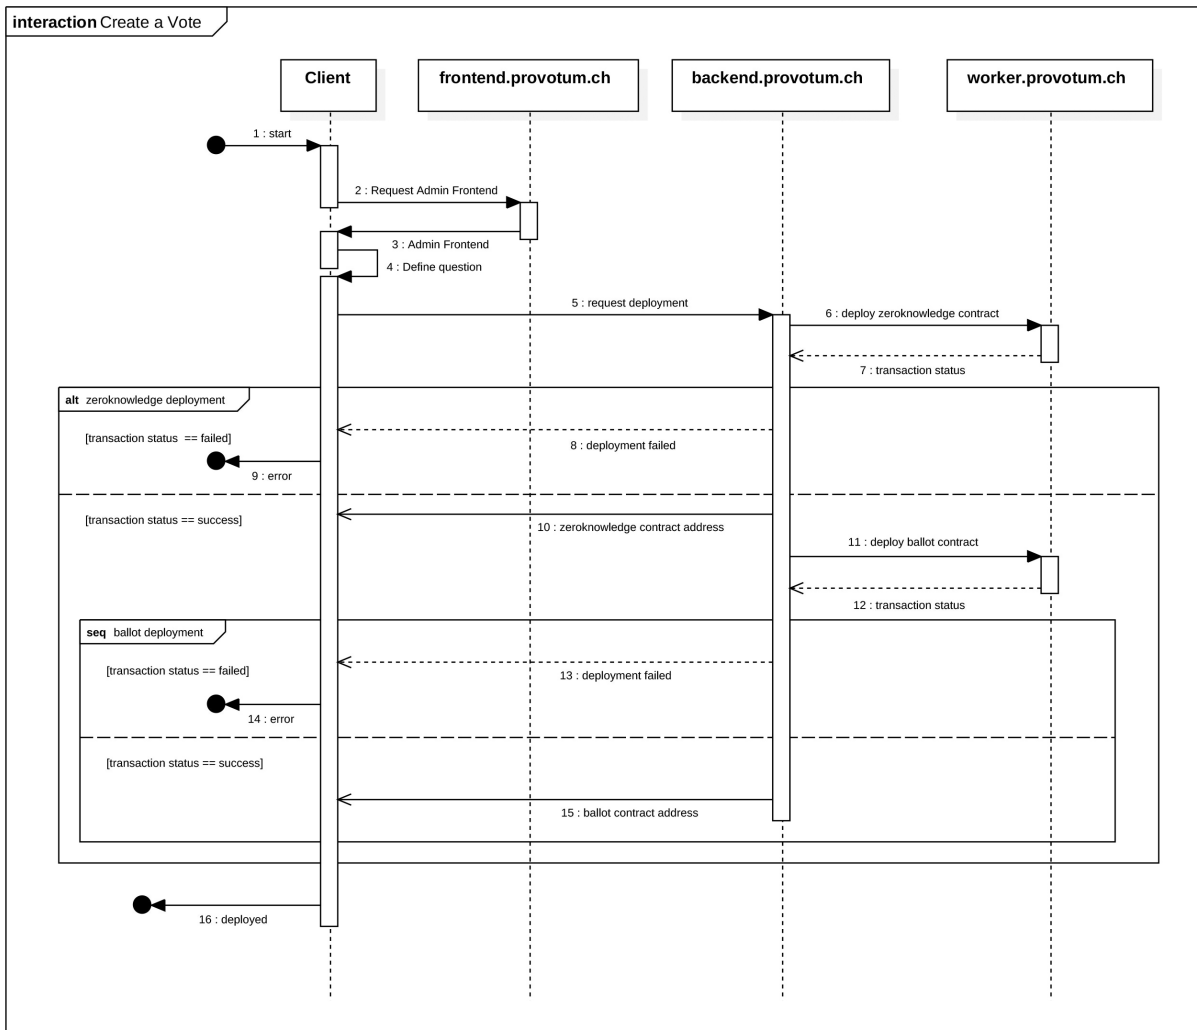 interaction Create a Vote
Client
frontend.provotum.ch
backend.provotum.ch
worker.provotum.ch
1 : start
2 : Request Admin Frontend
3 : Admin Frontend
4 : Define question
5 : request deployment
6 : deploy zeroknowledge contract
7 : transaction status
alt zeroknowledge deployment
[transaction status == failed]
8 : deployment failed
9 : error
[transaction status == success]
10 : zeroknowledge contract address
11 : deploy ballot contract
12 : transaction status
seq ballot deployment
[transaction status == failed]
13 : deployment failed
14 : error
[transaction status == success]
15 : ballot contract address
16 : deployed